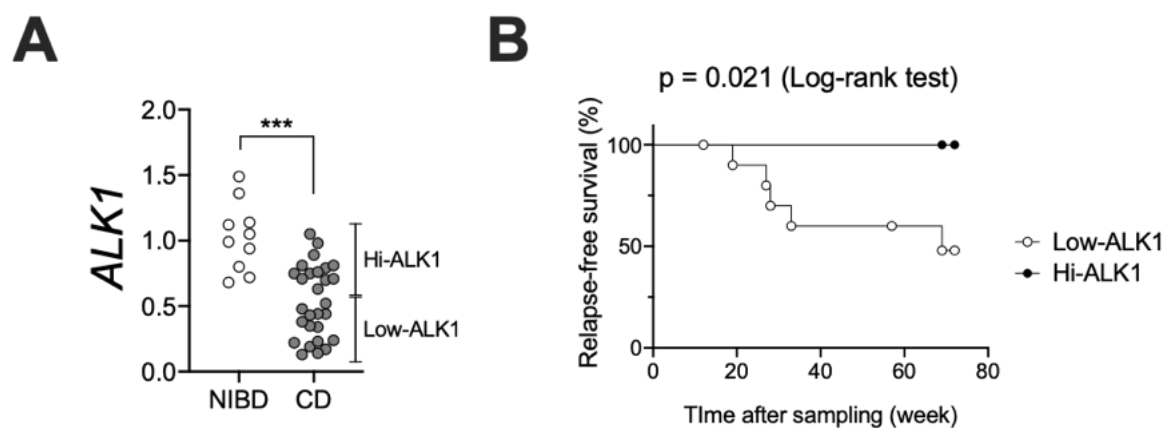 A
2.0
1.5
1.0
0.5
0.0
ALK1
***
Hi-ALK1
Low-ALK1
NIBD
CD
B
p = 0.021 (Log-rank test)
Relapse-free survival (%)
100
50
0
0
20
40
60
80
TIme after sampling (week)
Low-ALK1
Hi-ALK1